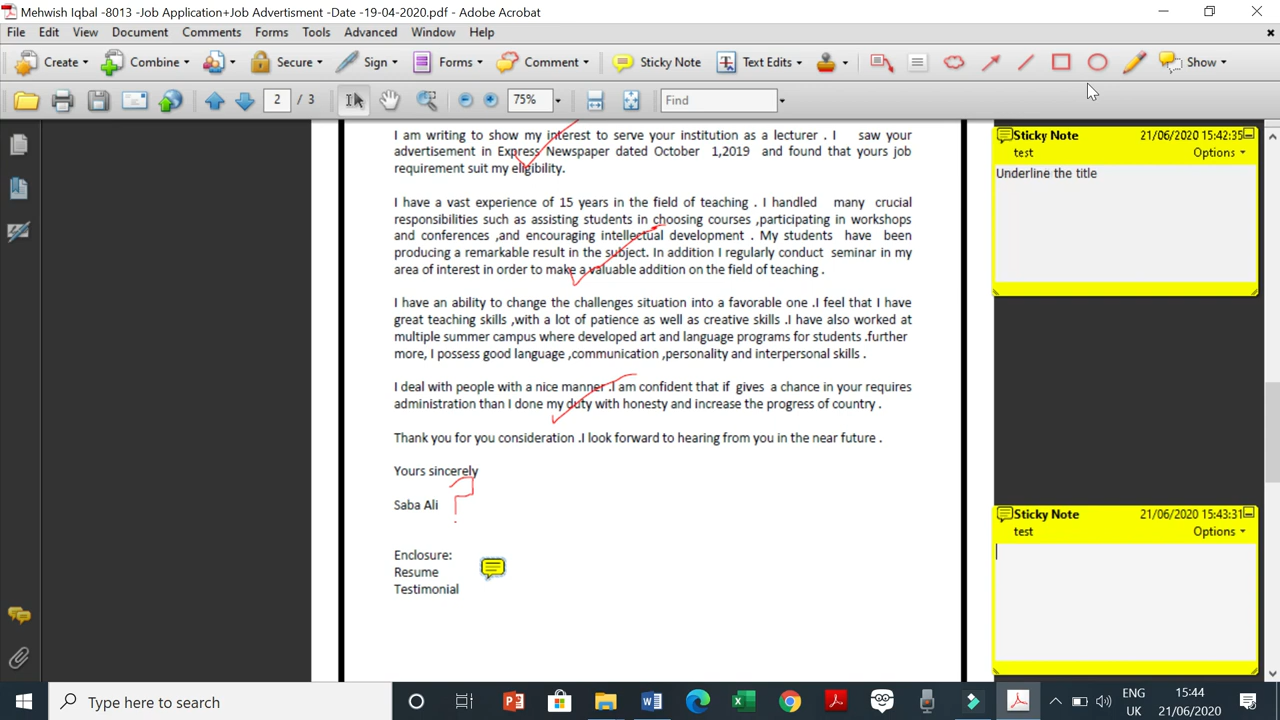 Mehwish Iqbal -8013 -Job Application+Job Advertisment -Date -19-04-2020.pdf - Adobe Acrobat
File Edit View Document Comments Forms Tools Advanced Window Help
Create Combine Secure Sign Forms Comment Sticky Note Text Edits Show
2 / 3 75% Find
I am writing to show my interest to serve your institution as a lecturer . I saw your
advertisement in Express Newspaper dated October 1,2019 and found that yours job
requirement suit my eligibility.
I have a vast experience of 15 years in the field of teaching . I handled many crucial
responsibilities such as assisting students in choosing courses ,participating in workshops
and conferences ,and encouraging intellectual development . My students have been
producing a remarkable result in the subject. In addition I regularly conduct seminar in my
area of interest in order to make a valuable addition on the field of teaching .
I have an ability to change the challenges situation into a favorable one .I feel that I have
great teaching skills ,with a lot of patience as well as creative skills .I have also worked at
multiple summer campus where developed art and language programs for students .further
more, I possess good language ,communication ,personality and interpersonal skills .
I deal with people with a nice manner .I am confident that if gives a chance in your requires
administration than I done my duty with honesty and increase the progress of country .
Thank you for you consideration .I look forward to hearing from you in the near future .
Yours sincerely
Saba Ali
?
Enclosure:
Resume
Testimonial
Sticky Note 21/06/2020 15:42:35
test Options
Underline the title
Sticky Note 21/06/2020 15:43:31
test Options
Type here to search
ENG 15:44
UK 21/06/2020